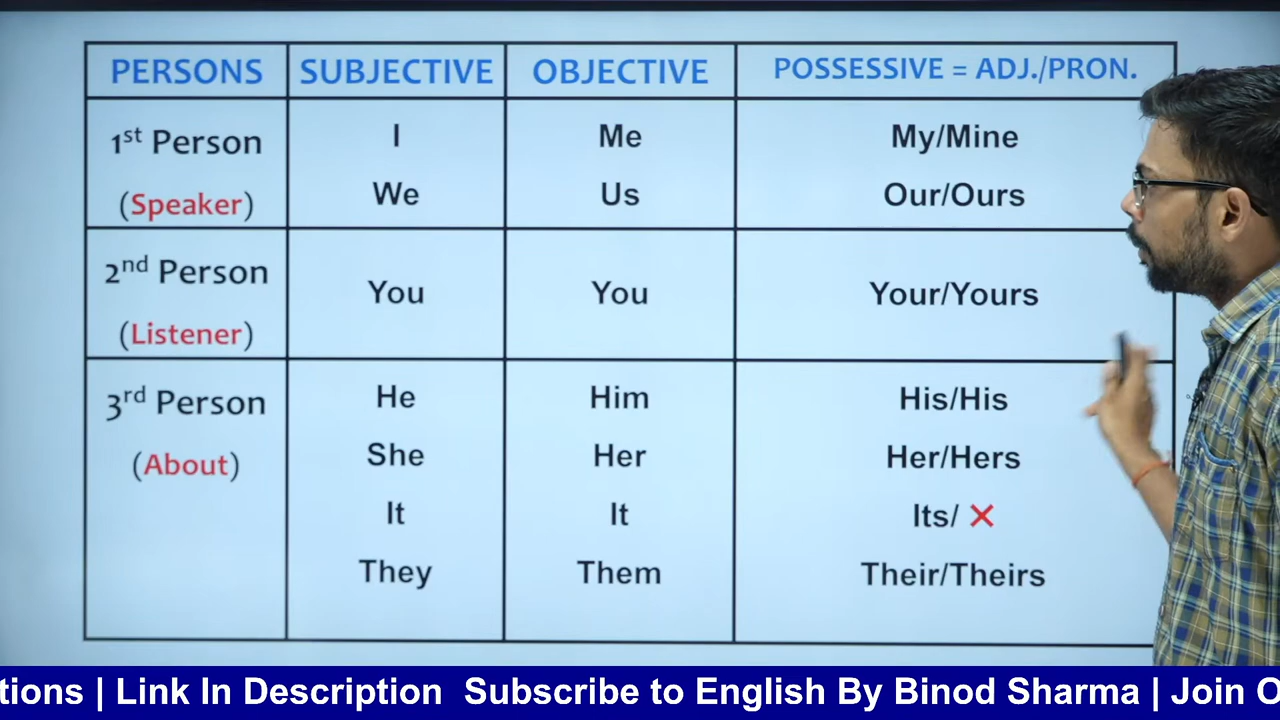 PERSONS SUBJECTIVE OBJECTIVE POSSESSIVE = ADJ./PRON.
1st Person I Me My/Mine
(Speaker) We Us Our/Ours
2nd Person You You Your/Yours
(Listener)
3rd Person He Him His/His
(About) She Her Her/Hers
It It Its/ ✕
They Them Their/Theirs
tions | Link In Description Subscribe to English By Binod Sharma | Join O